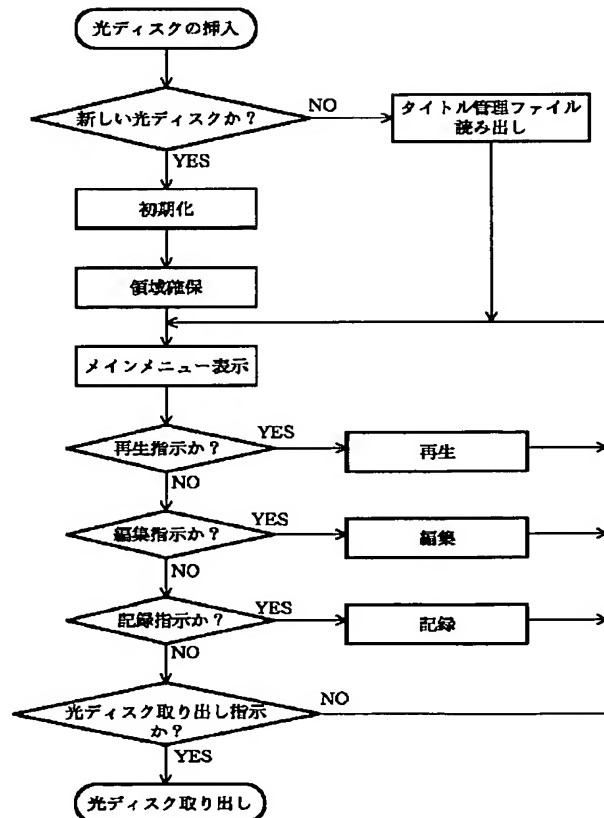 光ディスクの挿入
新しい光ディスクか？
NO
タイトル管理ファイル
読み出し
YES
初期化
領域確保
メインメニュー表示
再生指示か？
YES
再生
NO
編集指示か？
YES
編集
NO
記録指示か？
YES
記録
NO
光ディスク取り出し指示
か？
NO
YES
光ディスク取り出し